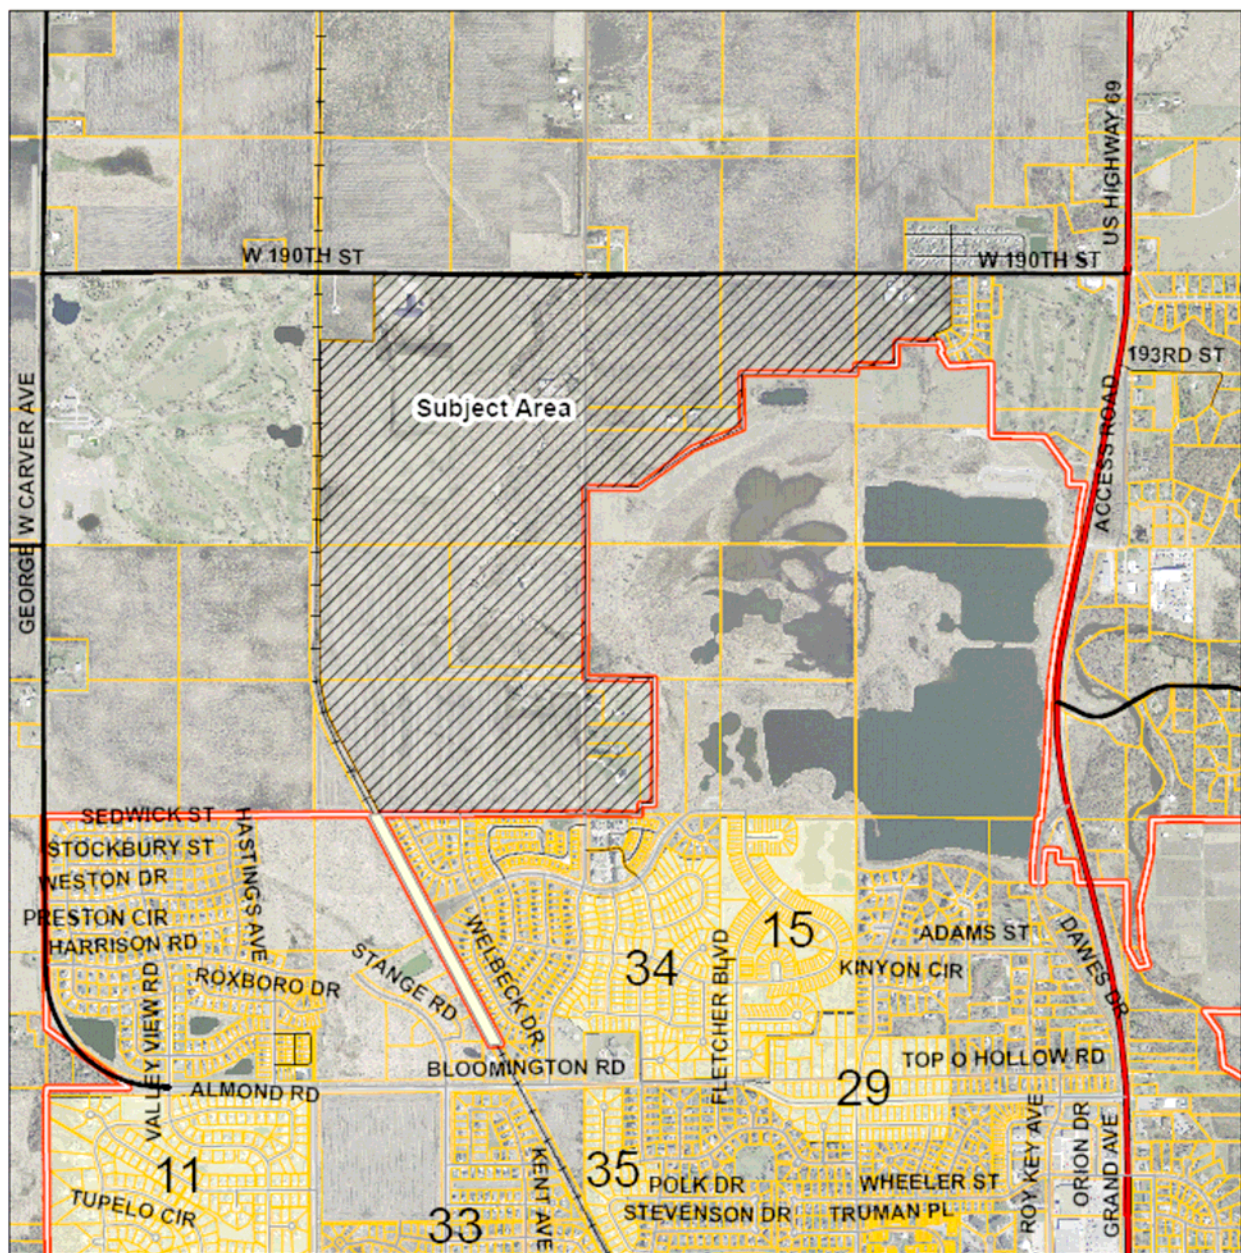 US HIGHWAY 69
W 190TH ST
W 190TH ST
193RD ST
Subject Area
GEORGE W CARVER AVE
ACCESS ROAD
SEDWICK ST
HASTINGS AVE
STOCKBURY ST
WESTON DR
PRESTON CIR
HARRISON RD
VALLEY VIEW RD
ROXBORO DR
STANGE RD
WELBECK DR
34
FLETCHER BLVD
15
ADAMS ST
KINYON CIR
DAWES DR
BLOOMINGTON RD
TOP O HOLLOW RD
ALMOND RD
29
11
TUPELO CIR
33
KENT AVE
35
POLK DR
STEVENSON DR
WHEELER ST
TRUMAN PL
ROY KEY AVE
ORION DR
GRAND AVE